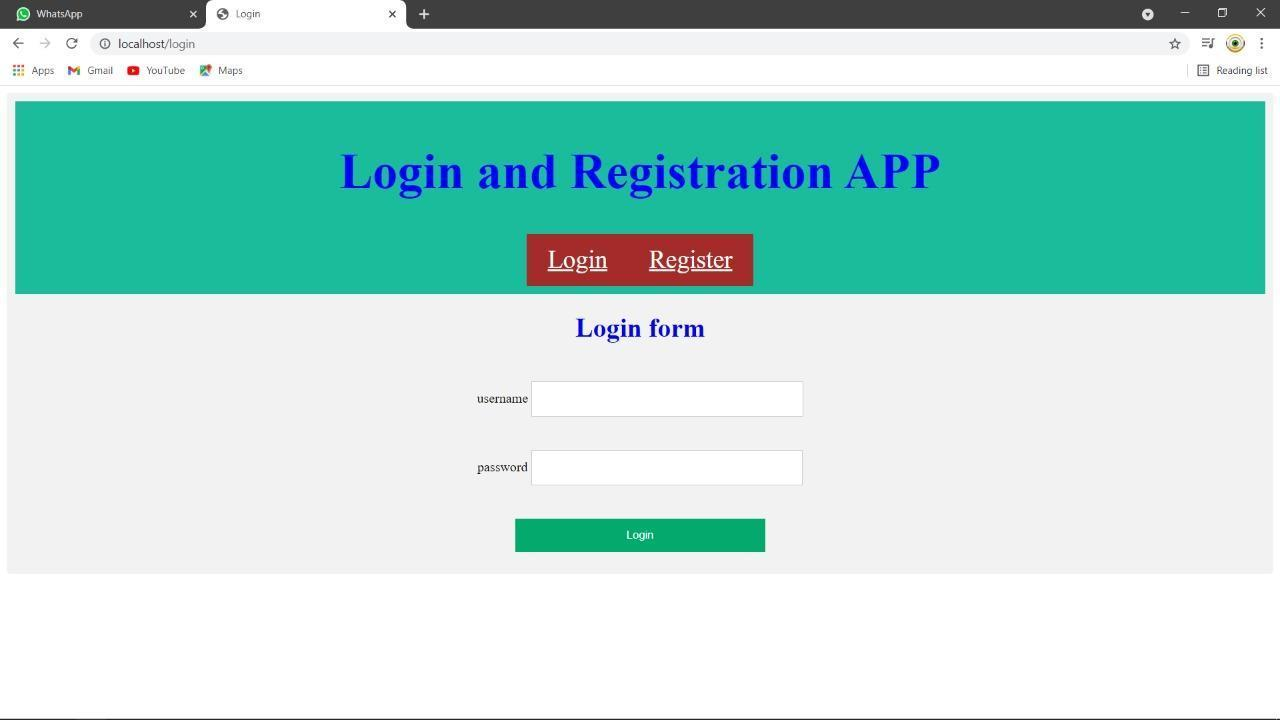 WhatsApp
Login
localhost/login
Apps
Gmail
YouTube
Maps
Reading list
Login and Registration APP
Login Register
Login form
username
password
Login